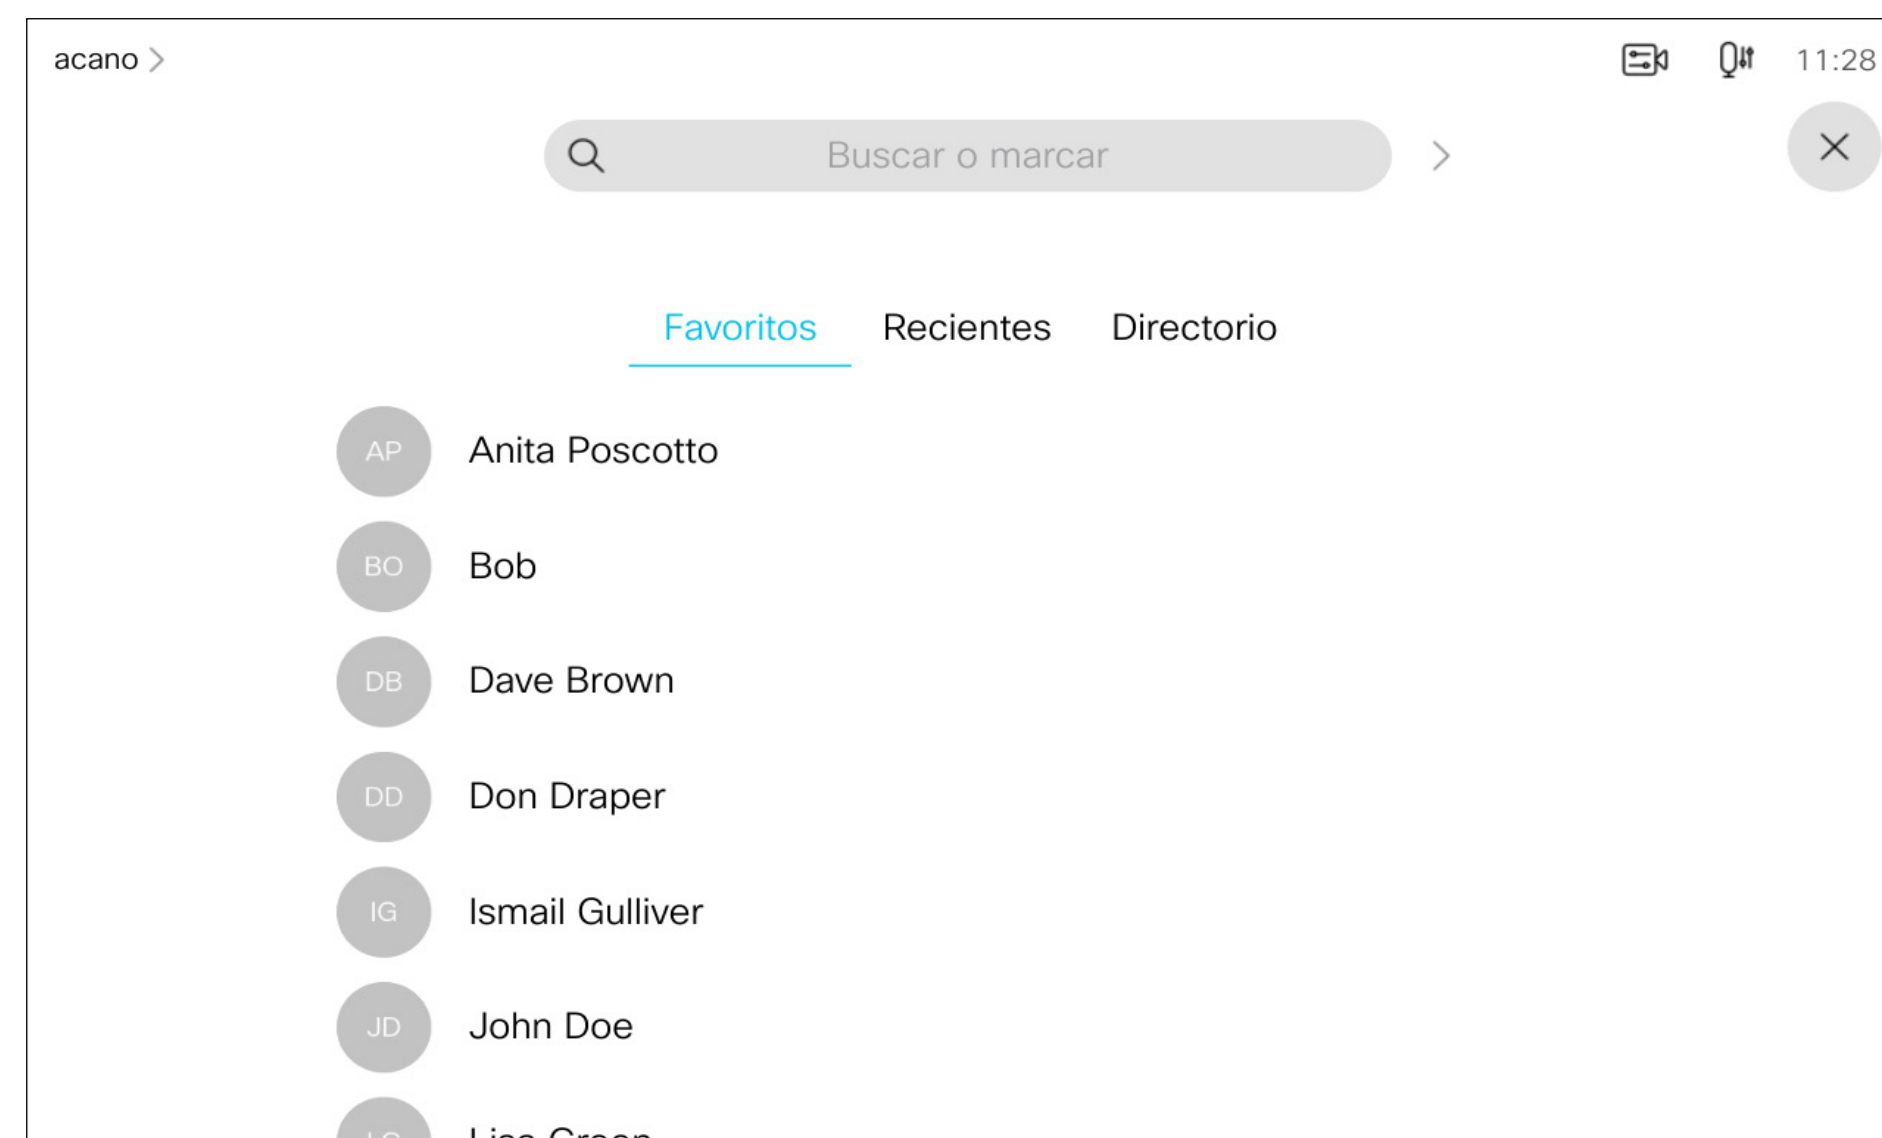 acano
11:28
Buscar o marcar
Favoritos Recientes Directorio
AP Anita Poscotto
BO Bob
DB Dave Brown
DD Don Draper
IG Ismail Gulliver
JD John Doe